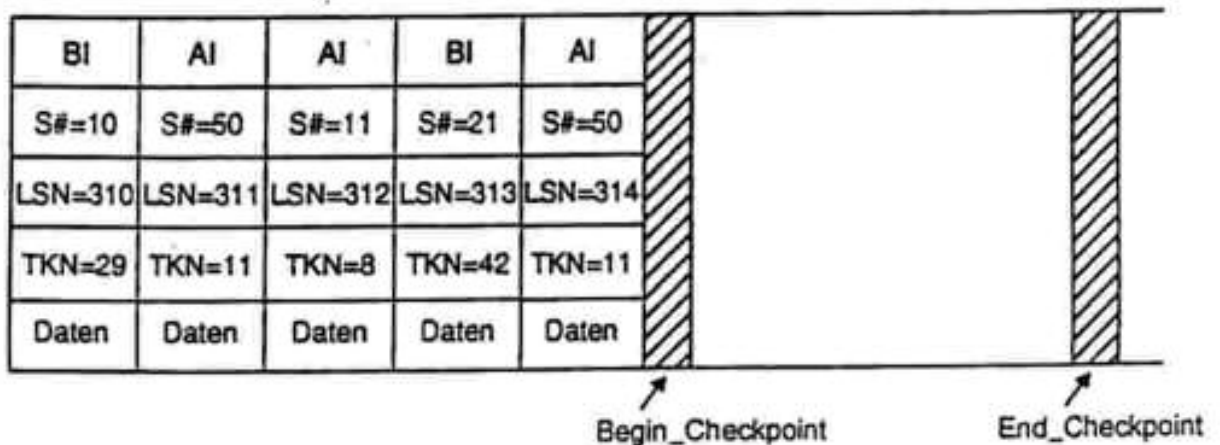 BI AI AI BI AI
S#=10 S#=50 S#=11 S#=21 S#=50
LSN=310 LSN=311 LSN=312 LSN=313 LSN=314
TKN=29 TKN=11 TKN=8 TKN=42 TKN=11
Daten Daten Daten Daten Daten
Begin_Checkpoint End_Checkpoint